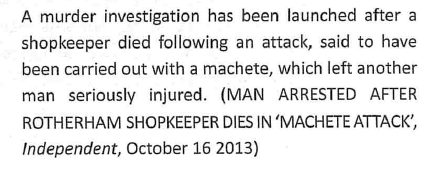 A murder investigation has been launched after a
shopkeeper died following an attack, said to have
been carried out with a machete, which left another
man seriously injured. (MAN ARRESTED AFTER
ROTHERHAM SHOPKEEPER DIES IN ‘MACHETE ATTACK’,
Independent, October 16 2013)